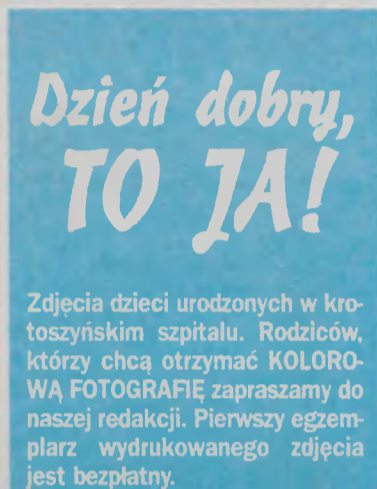 Dzień dobry,
TO JA!
Zdjęcia dzieci urodzonych w kro-
toszyńskim szpitalu. Rodziców,
którzy chcą otrzymać KOLORO-
WĄ FOTOGRAFIĘ zapraszamy do
naszej redakcji. Pierwszy egzem-
plarz wydrukowanego zdjęcia
jest bezpłatny.